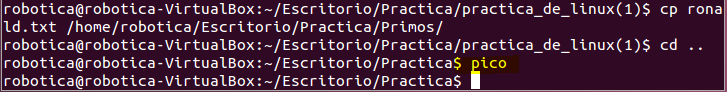 robotica@robotica-VirtualBox:~/Escritorio/Practica/practica_de_linux(1)$ cp rona
ld.txt /home/robotica/Escritorio/Practica/Primos/
robotica@robotica-VirtualBox:~/Escritorio/Practica/practica_de_linux(1)$ cd ..
robotica@robotica-VirtualBox:~/Escritorio/Practica$ pico
robotica@robotica-VirtualBox:~/Escritorio/Practica$